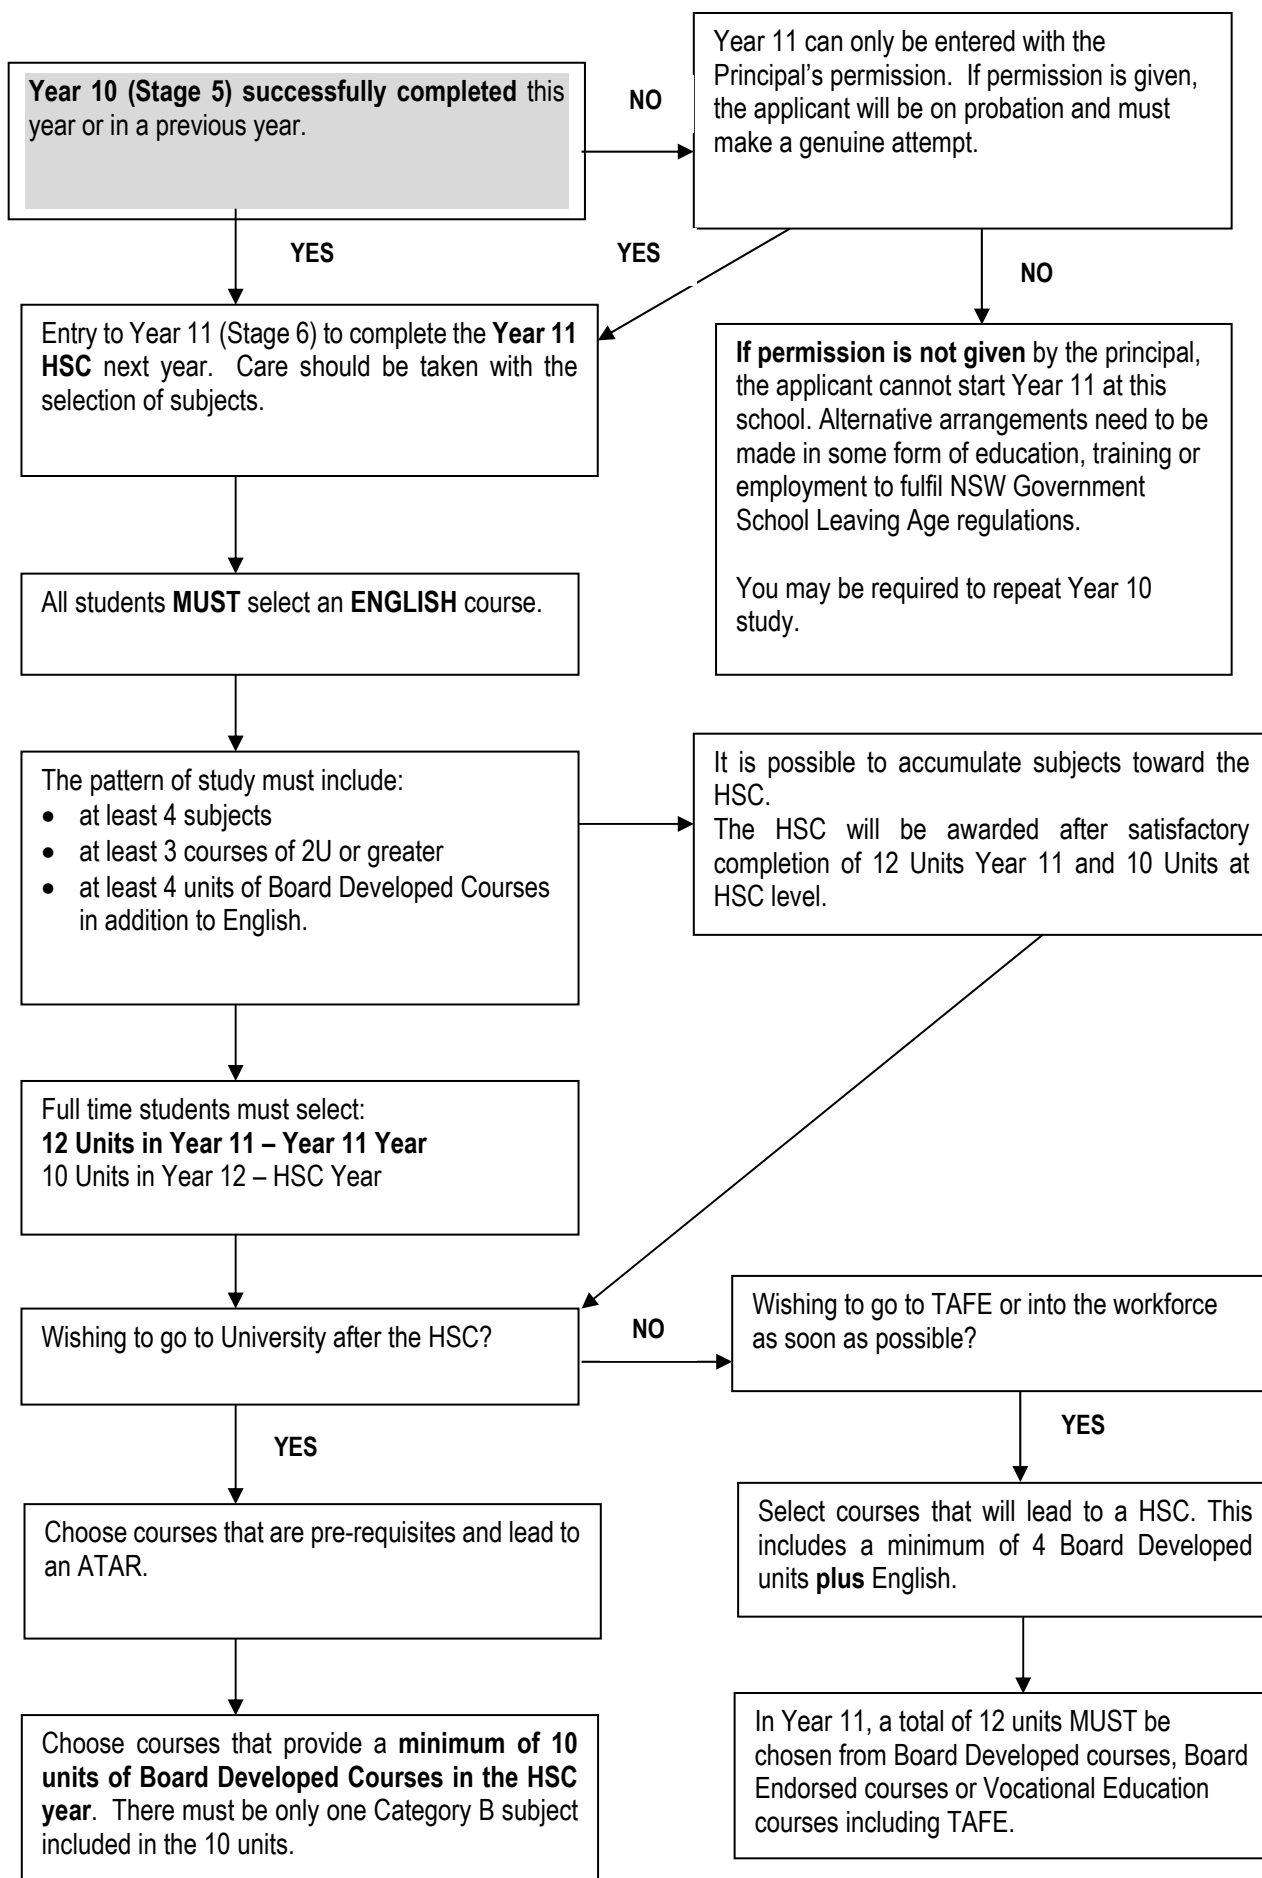 Year 10 (Stage 5) successfully completed this
year or in a previous year.
NO
Year 11 can only be entered with the
Principal's permission.  If permission is given,
the applicant will be on probation and must
make a genuine attempt.
YES
YES
NO
Entry to Year 11 (Stage 6) to complete the Year 11
HSC next year.  Care should be taken with the
selection of subjects.
If permission is not given by the principal,
the applicant cannot start Year 11 at this
school. Alternative arrangements need to be
made in some form of education, training or
employment to fulfil NSW Government
School Leaving Age regulations.
You may be required to repeat Year 10
study.
All students MUST select an ENGLISH course.
The pattern of study must include:
• at least 4 subjects
• at least 3 courses of 2U or greater
• at least 4 units of Board Developed Courses
in addition to English.
It is possible to accumulate subjects toward the
HSC.
The HSC will be awarded after satisfactory
completion of 12 Units Year 11 and 10 Units at
HSC level.
Full time students must select:
12 Units in Year 11 – Year 11 Year
10 Units in Year 12 – HSC Year
Wishing to go to University after the HSC?
NO
Wishing to go to TAFE or into the workforce
as soon as possible?
YES
YES
Choose courses that are pre-requisites and lead to
an ATAR.
Select courses that will lead to a HSC. This
includes a minimum of 4 Board Developed
units plus English.
Choose courses that provide a minimum of 10
units of Board Developed Courses in the HSC
year.  There must be only one Category B subject
included in the 10 units.
In Year 11, a total of 12 units MUST be
chosen from Board Developed courses, Board
Endorsed courses or Vocational Education
courses including TAFE.